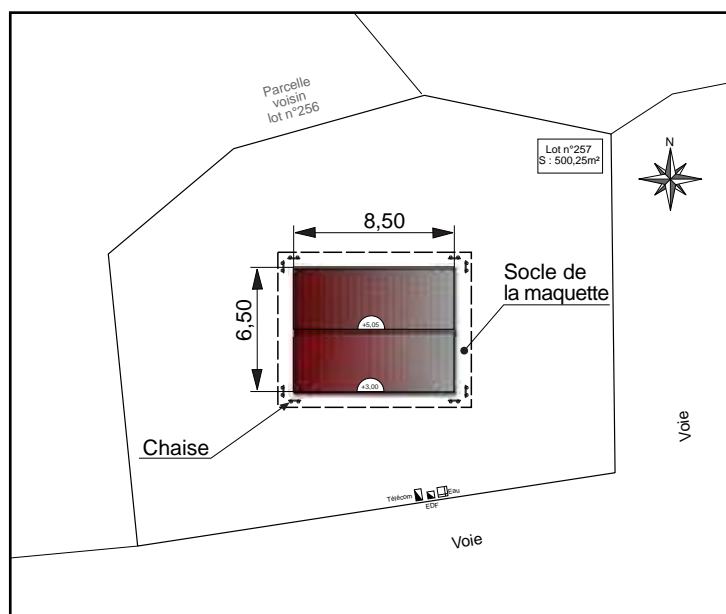 Parcelle
voisin
lot n°256
Lot n°257
S : 500,25m²
N
8,50
Socle de
la maquette
6,50
+5,05
+3,00
Chaise
Voie
Télécom
Eau
EDF
Voie